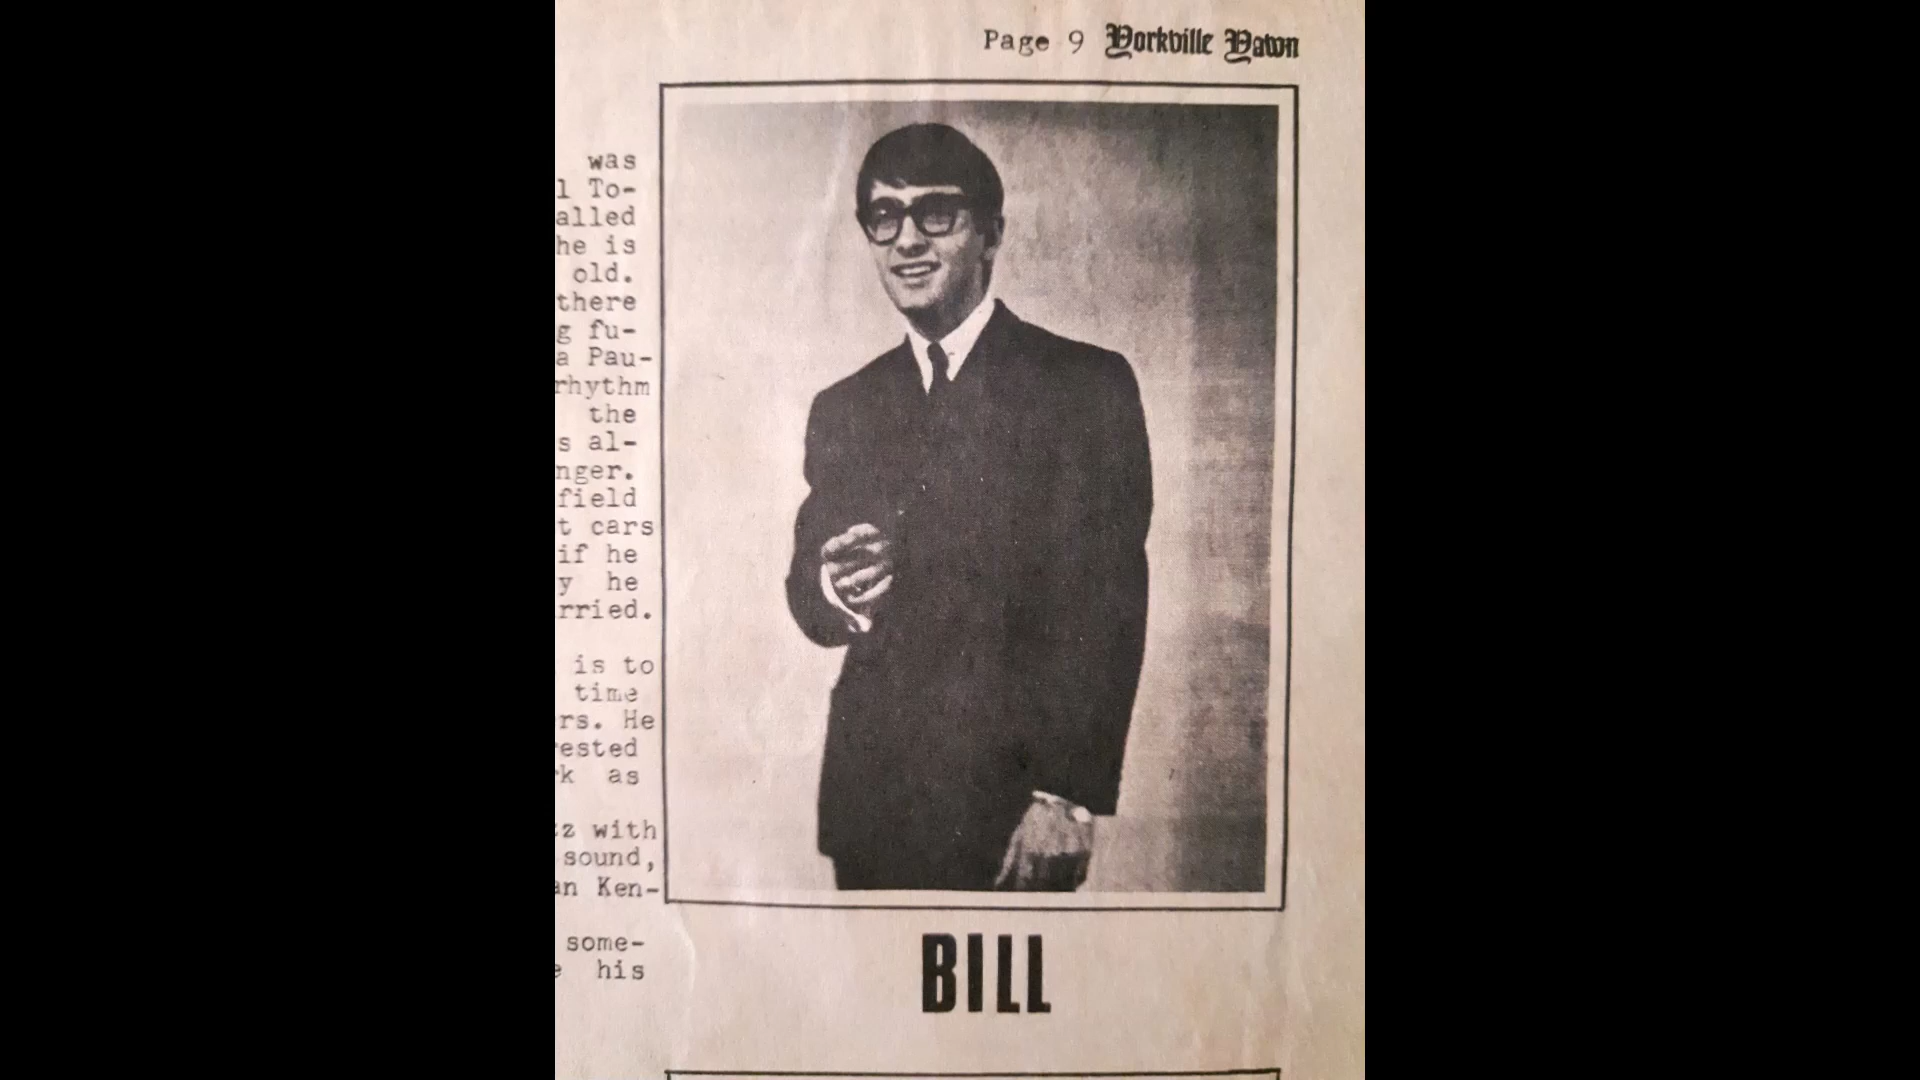 Page 9 Yorkville Yawn
was
l To-
alled
he is
old.
there
g fu-
a Pau-
rhythm
the
s al-
nger.
field
t cars
if he
y he
rried.
is to
time
rs. He
ested
k as
z with
sound,
an Ken-
some-
e his
BILL